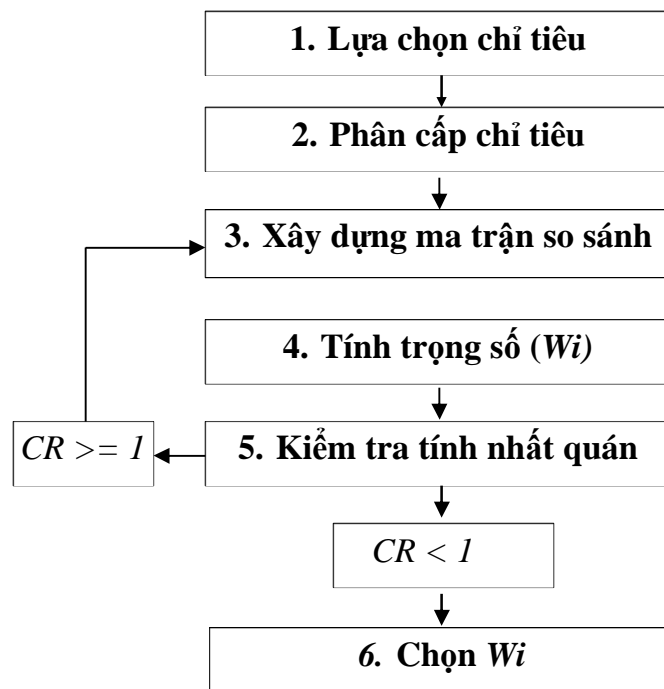 1. Lựa chọn chỉ tiêu
2. Phân cấp chỉ tiêu
3. Xây dựng ma trận so sánh
4. Tính trọng số (Wi)
CR >= 1
5. Kiểm tra tính nhất quán
CR < 1
6. Chọn Wi